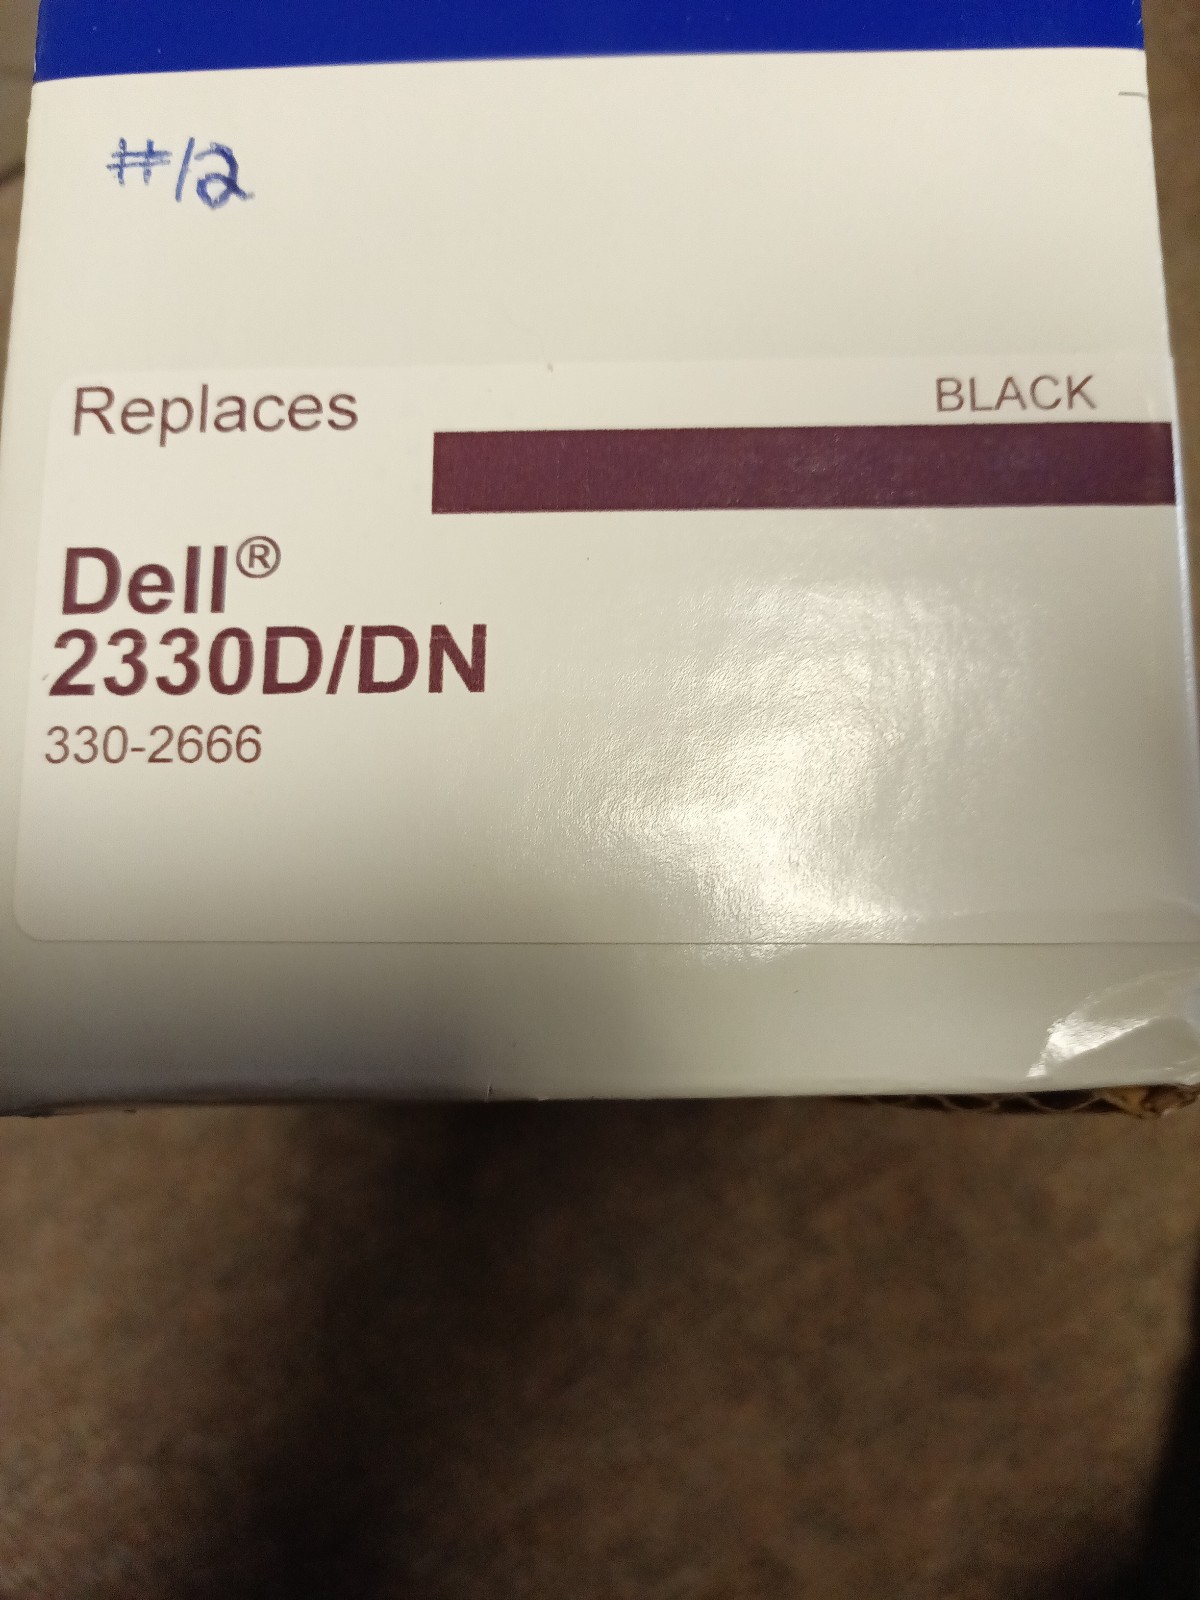 #12
Replaces
BLACK
Dell®
2330D/DN
330-2666